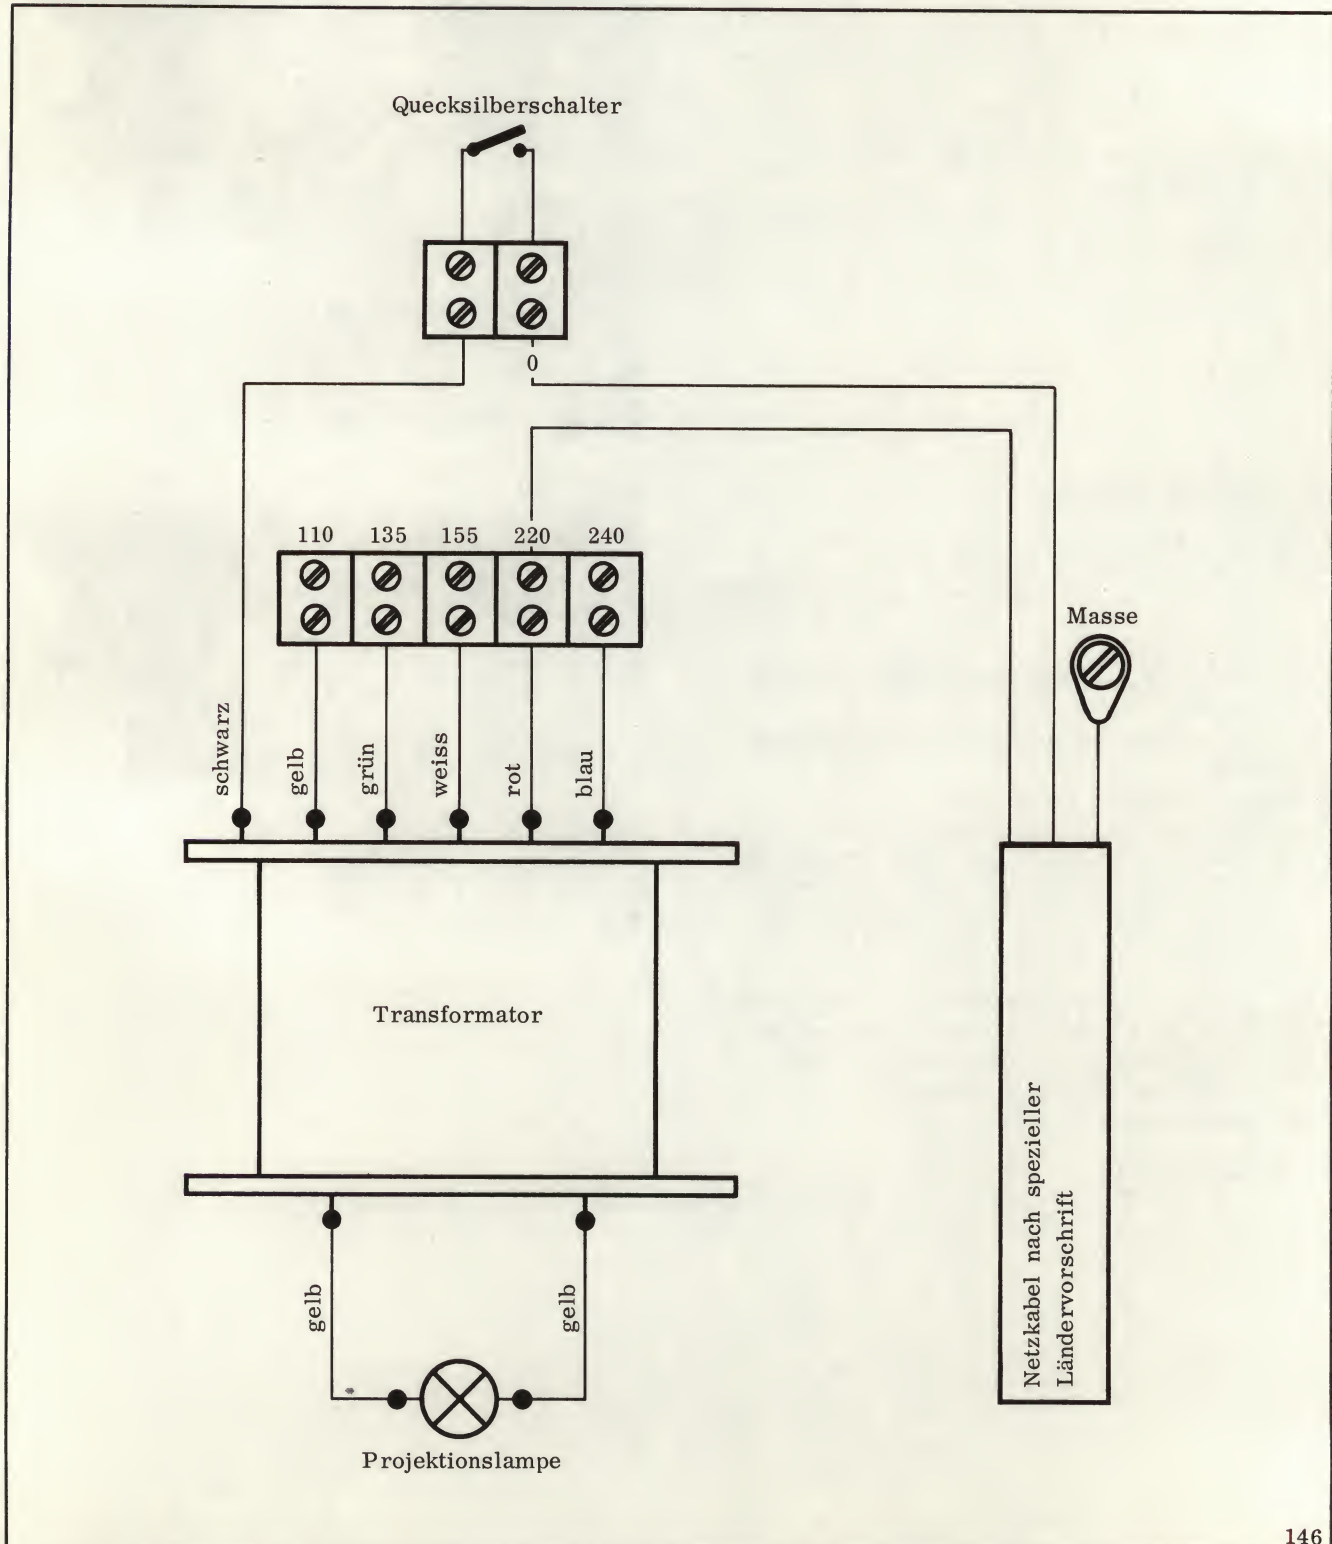 Quecksilberschalter
0
110 135 155 220 240
Masse
schwarz
gelb
grün
weiss
rot
blau
Transformator
Netzkabel nach spezieller
Ländervorschrift
gelb
gelb
Projektionslampe
146